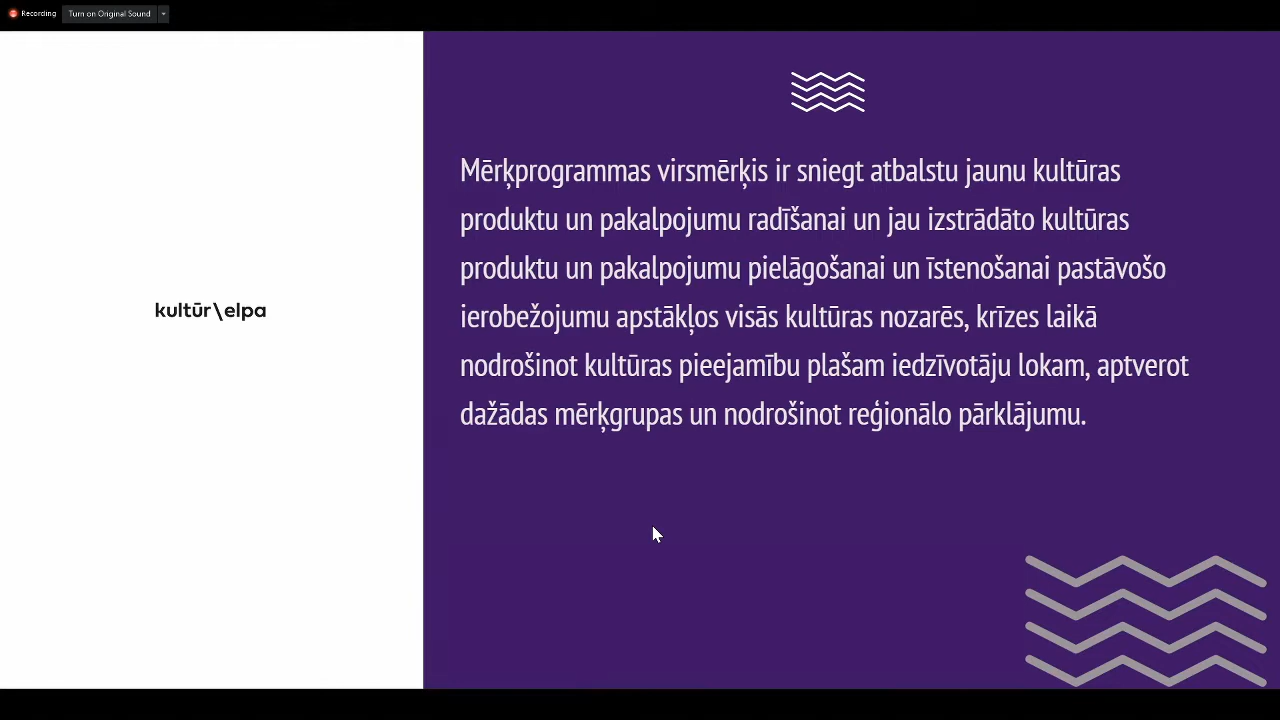 Recording
Turn on Original Sound
kultūr\elpa
Mērķprogrammas virsmērķis ir sniegt atbalstu jaunu kultūras
produktu un pakalpojumu radīšanai un jau izstrādāto kultūras
produktu un pakalpojumu pielāgošanai un īstenošanai pastāvošo
ierobežojumu apstākļos visās kultūras nozarēs, krīzes laikā
nodrošinot kultūras pieejamību plašam iedzīvotāju lokam, aptverot
dažādas mērķgrupas un nodrošinot reģionālo pārklājumu.